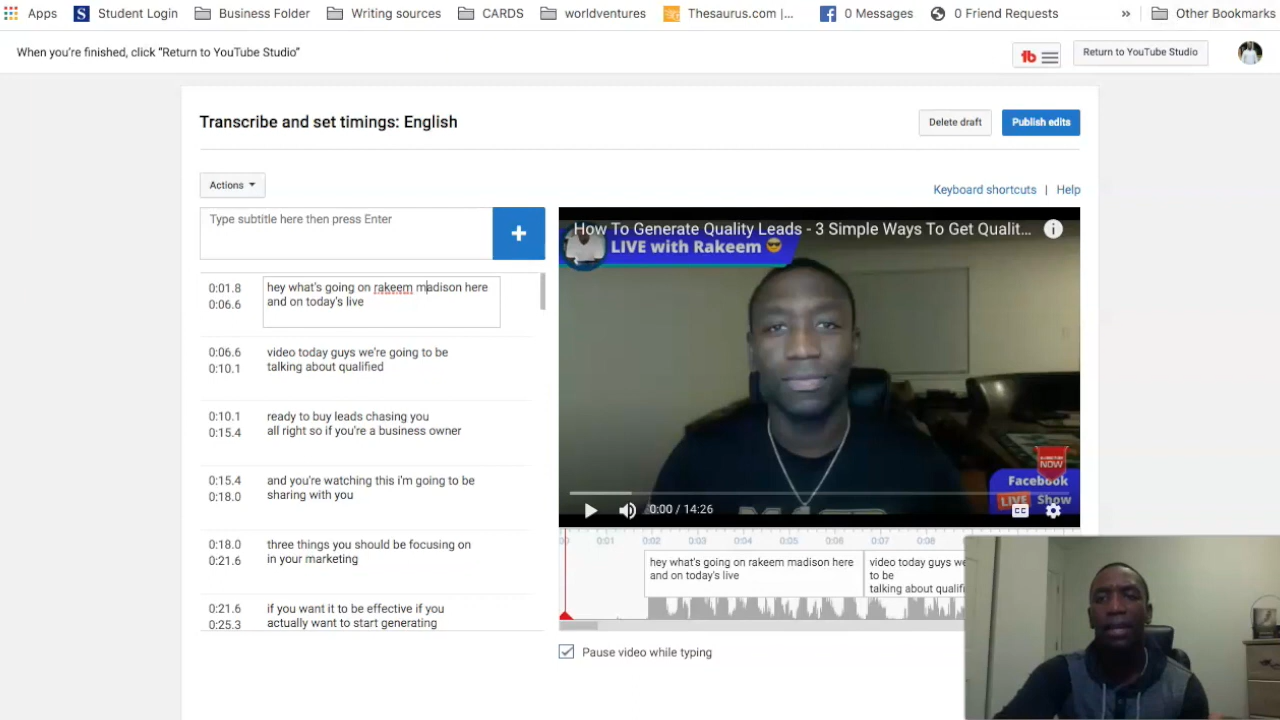 Apps
Student Login
Business Folder
Writing sources
CARDS
worldventures
Thesaurus.com |...
0 Messages
0 Friend Requests
»
Other Bookmarks
When you're finished, click "Return to YouTube Studio"
tb
Return to YouTube Studio
Transcribe and set timings: English
Delete draft
Publish edits
Actions
Keyboard shortcuts | Help
Type subtitle here then press Enter
+
0:01.8
0:06.6
hey what's going on rakeem madison here
and on today's live
0:06.6
0:10.1
video today guys we're going to be
talking about qualified
0:10.1
0:15.4
ready to buy leads chasing you
all right so if you're a business owner
0:15.4
0:18.0
and you're watching this i'm going to be
sharing with you
0:18.0
0:21.6
three things you should be focusing on
in your marketing
0:21.6
0:25.3
if you want it to be effective if you
actually want to start generating
How To Generate Quality Leads - 3 Simple Ways To Get Qualit...
LIVE with Rakeem
NOW
Facebook
LIVE Show
0:00 / 14:26
CC
0:01
0:02
0:03
0:04
0:05
0:06
0:07
0:08
hey what's going on rakeem madison here
and on today's live
video today guys we
to be
talking about qualifi
Pause video while typing